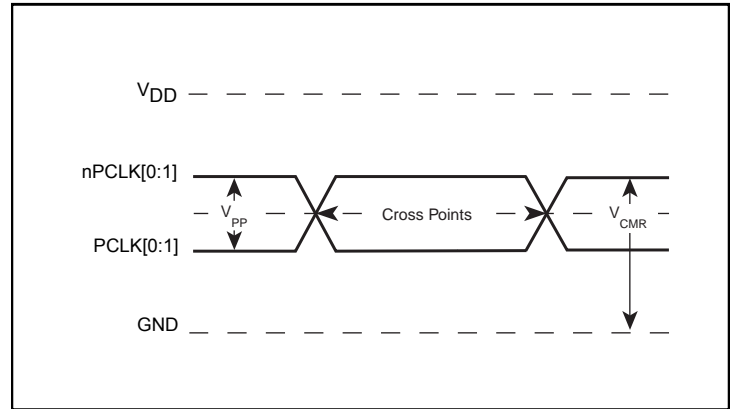 VDD
nPCLK[0:1]
VPP
Cross Points
VCMR
PCLK[0:1]
GND